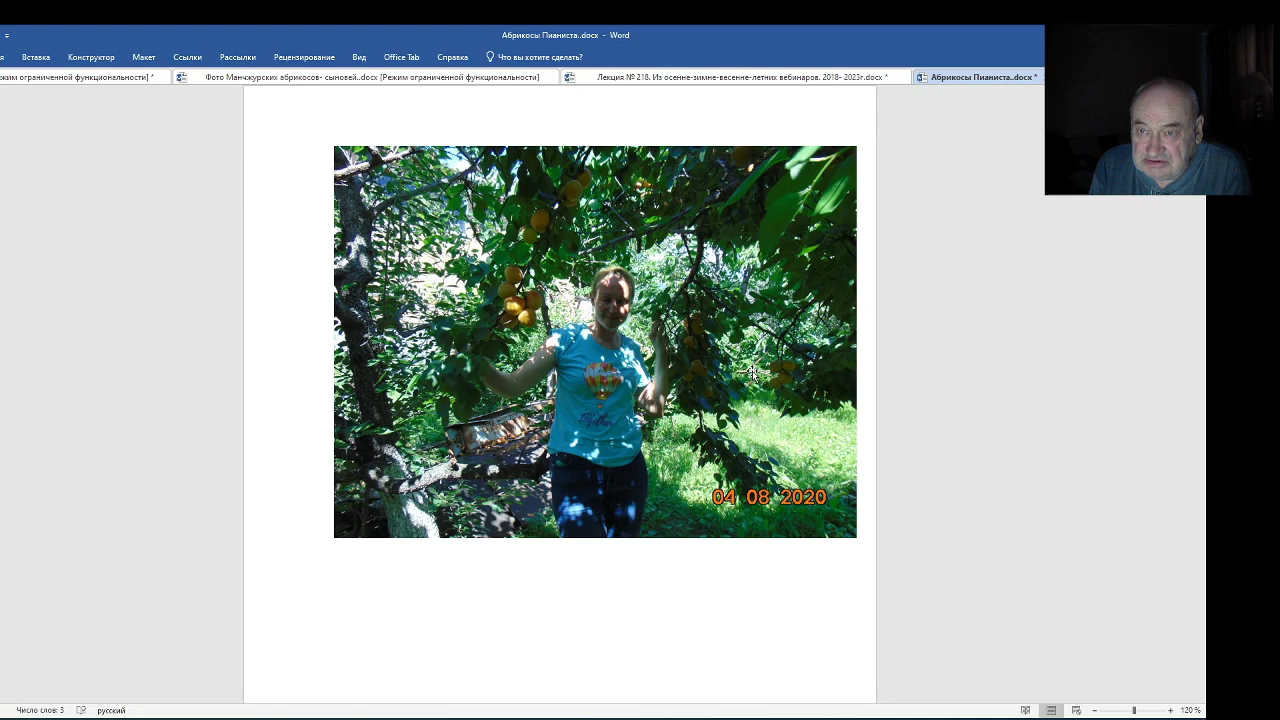 Абрикосы Пианиста..docx - Word
Вставка Конструктор Макет Ссылки Рассылки Рецензирование Вид Office Tab Справка Что вы хотите сделать?
ежим ограниченной функциональности] * Фото Манчжурских абрикосов- сыновей..docx [Режим ограниченной функциональности] Лекция № 218. Из осенне-зимне-весенне-летних вебинаров. 2018- 2023г.docx * Абрикосы Пианиста..docx *
04 08 2020
Число слов: 3 русский 120 %